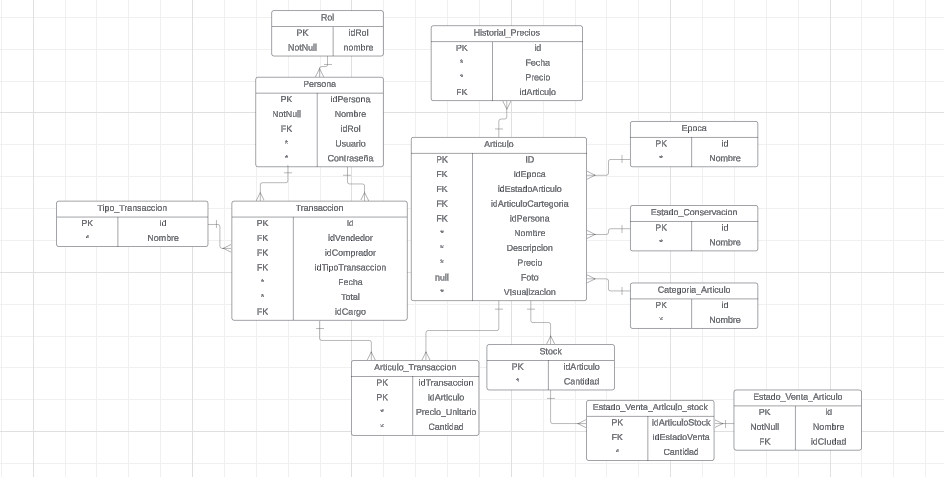 Rol
PK idRol
NotNull nombre
Historial_Precios
PK id
* Fecha
* Precio
FK idArticulo
Persona
PK idPersona
NotNull Nombre
FK idRol
* Usuario
* Contraseña
Articulo
PK ID
FK idEpoca
FK idEstadoArticulo
FK idArticuloCartegoria
FK idPersona
* Nombre
* Descripcion
* Precio
null Foto
* Visualizacion
Epoca
PK id
* Nombre
Tipo_Transaccion
PK id
* Nombre
Transaccion
PK id
FK idVendedor
FK idComprador
FK idTipoTransaccion
* Fecha
* Total
FK idCargo
Estado_Conservacion
PK id
* Nombre
Categoria_Articulo
PK id
* Nombre
Articulo_Transaccion
PK idTransaccion
PK idArticulo
* Precio_Unitario
* Cantidad
Stock
PK idArticulo
* Cantidad
Estado_Venta_Articulo_stock
PK idArticuloStock
FK idEstadoVenta
* Cantidad
Estado_Venta_Articulo
PK id
NotNull Nombre
FK idCiudad